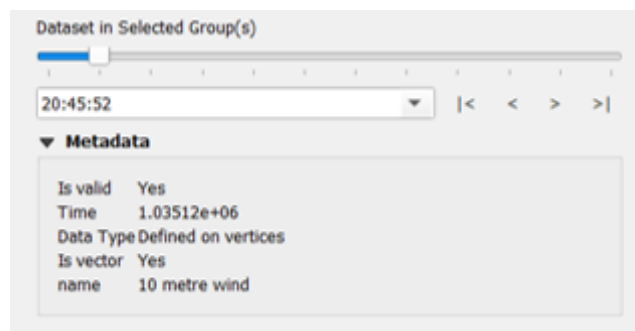 Dataset in Selected Group(s)
20:45:52 |< < > >|
Metadata
Is valid Yes
Time 1.03512e+06
Data Type Defined on vertices
Is vector Yes
name 10 metre wind